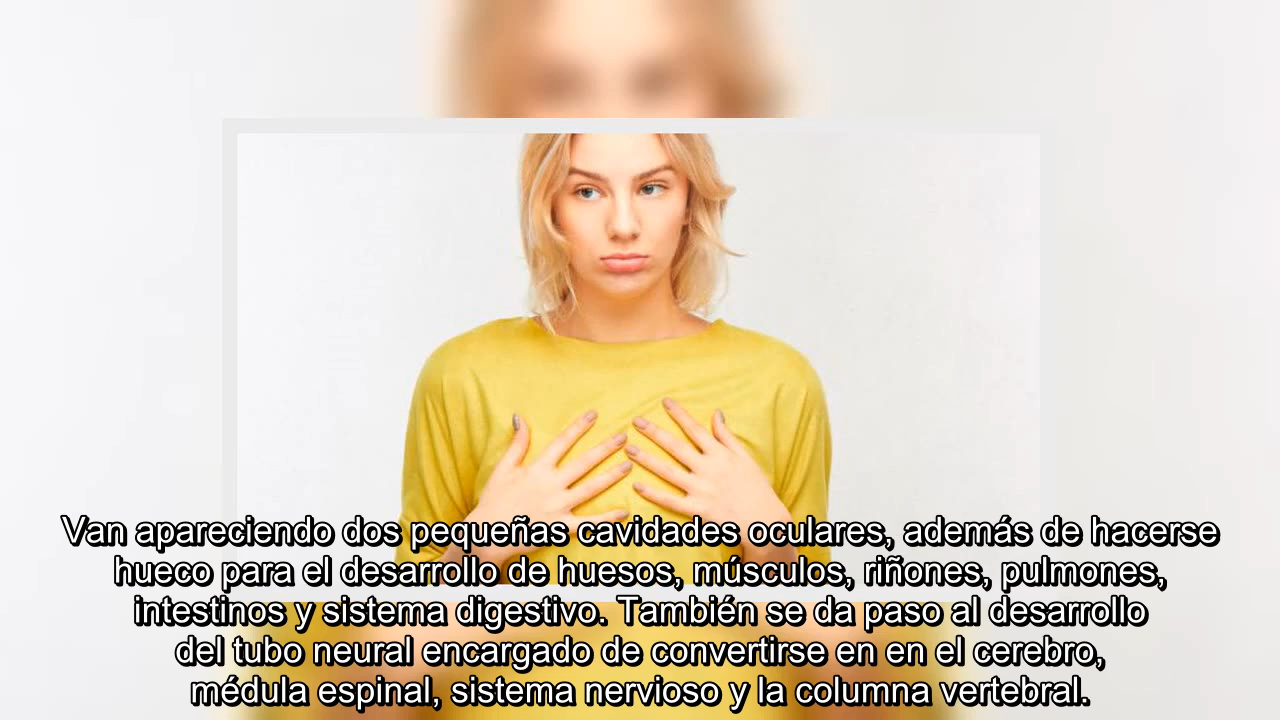 Van apareciendo dos pequeñas cavidades oculares, además de hacerse
hueco para el desarrollo de huesos, músculos, riñones, pulmones,
intestinos y sistema digestivo. También se da paso al desarrollo
del tubo neural encargado de convertirse en en el cerebro,
médula espinal, sistema nervioso y la columna vertebral.